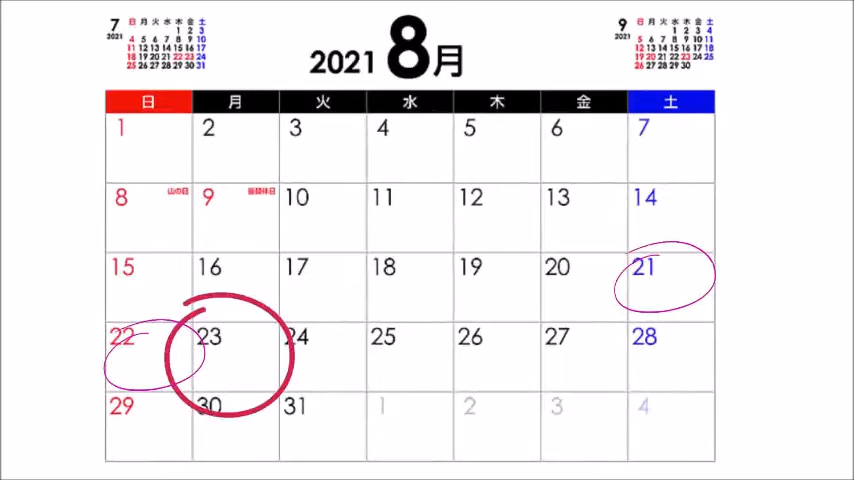 7
2021
日 月 火 水 木 金 土
1 2 3
4 5 6 7 8 9 10
11 12 13 14 15 16 17
18 19 20 21 22 23 24
25 26 27 28 29 30 31
2021 8月
9
2021
日 月 火 水 木 金 土
1 2 3 4
5 6 7 8 9 10 11
12 13 14 15 16 17 18
19 20 21 22 23 24 25
26 27 28 29 30
日 月 火 水 木 金 土
1 2 3 4 5 6 7
8 山の日 9 振替休日 10 11 12 13 14
15 16 17 18 19 20 21
22 23 24 25 26 27 28
29 30 31 1 2 3 4